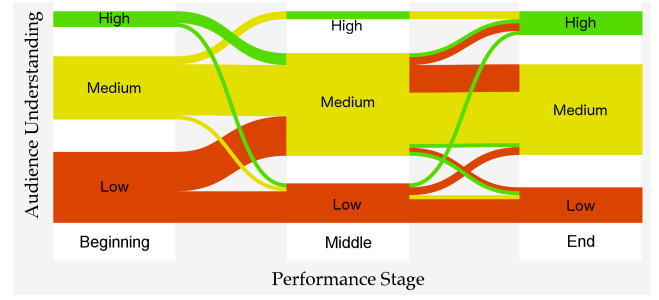 Audience Understanding
High
Medium
Low
Beginning
High
Medium
Low
Middle
High
Medium
Low
End
Performance Stage